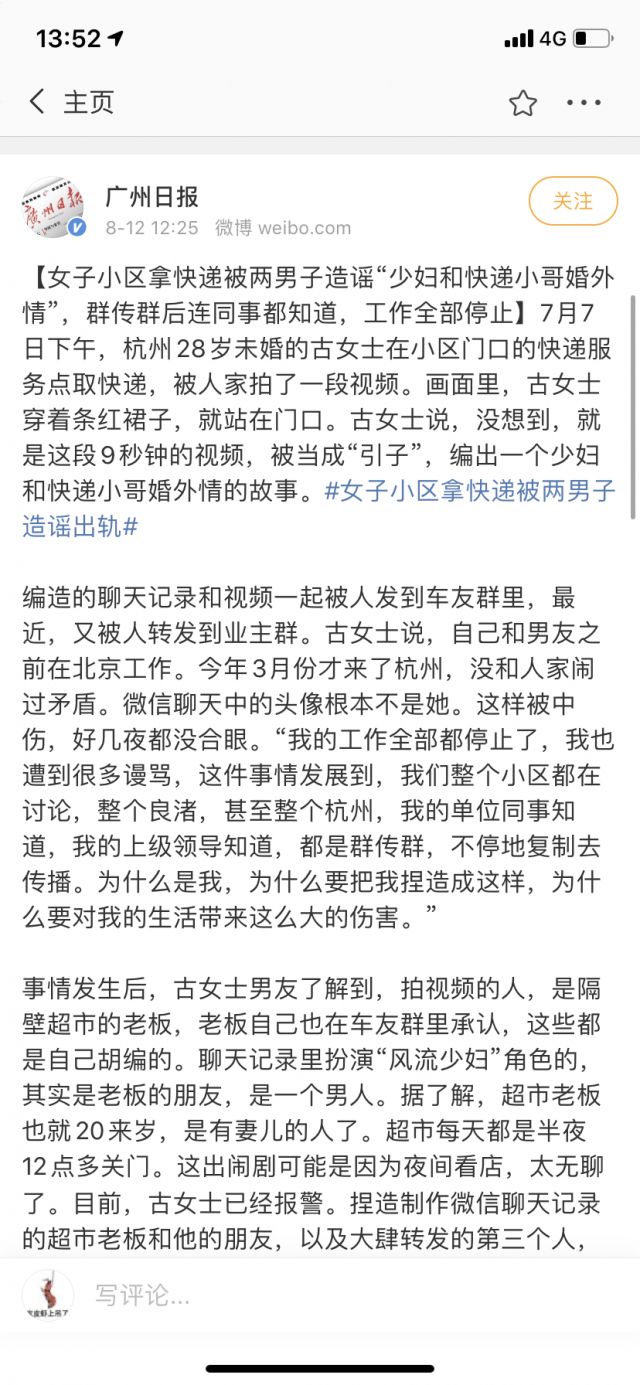 13:52
4G
主页
广州日报
关注
8-12 12:25 微博 weibo.com
【女子小区拿快递被两男子造谣“少妇和快递小哥婚外
情”，群传群后连同事都知道，工作全部停止】7月7
日下午，杭州28岁未婚的古女士在小区门口的快递服
务点取快递，被人家拍了一段视频。画面里，古女士
穿着条红裙子，就站在门口。古女士说，没想到，就
是这段9秒钟的视频，被当成“引子”，编出一个少妇
和快递小哥婚外情的故事。#女子小区拿快递被两男子
造谣出轨#
编造的聊天记录和视频一起被人发到车友群里，最
近，又被人转发到业主群。古女士说，自己和男友之
前在北京工作。今年3月份才来了杭州，没和人家闹
过矛盾。微信聊天中的头像根本不是她。这样被中
伤，好几夜都没合眼。“我的工作全部都停止了，我也
遭到很多谩骂，这件事情发展到，我们整个小区都在
讨论，整个良渚，甚至整个杭州，我的单位同事知
道，我的上级领导知道，都是群传群，不停地复制去
传播。为什么是我，为什么要把我捏造成这样，为什
么要对我的生活带来这么大的伤害。”
事情发生后，古女士男友了解到，拍视频的人，是隔
壁超市的老板，老板自己也在车友群里承认，这些都
是自己胡编的。聊天记录里扮演“风流少妇”角色的，
其实是老板的朋友，是一个男人。据了解，超市老板
也就20来岁，是有妻儿的人了。超市每天都是半夜
12点多关门。这出闹剧可能是因为夜间看店，太无聊
了。目前，古女士已经报警。捏造制作微信聊天记录
的超市老板和他的朋友，以及大肆转发的第三个人，
写评论...